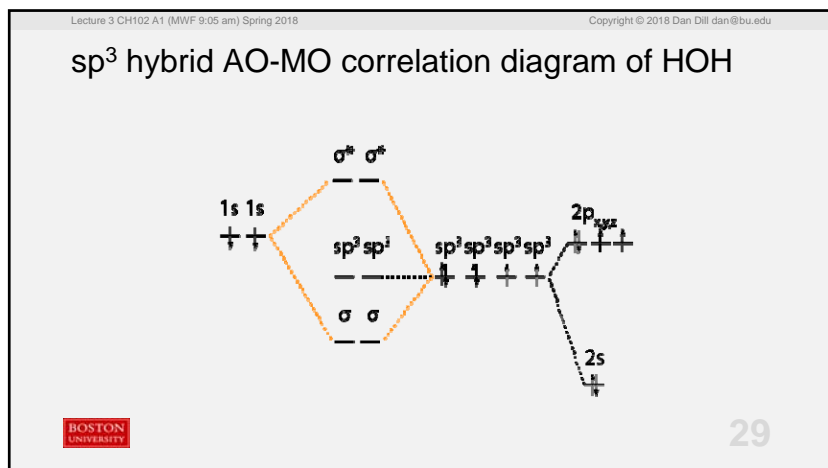 Lecture 3 CH102 A1 (MWF 9:05 am) Spring 2018
Copyright © 2018 Dan Dill dan@bu.edu
sp³ hybrid AO-MO correlation diagram of HOH
σ* σ*
1s 1s
2px,y,z
sp³ sp³
sp³ sp³ sp³ sp³
σ σ
2s
BOSTON
UNIVERSITY
29